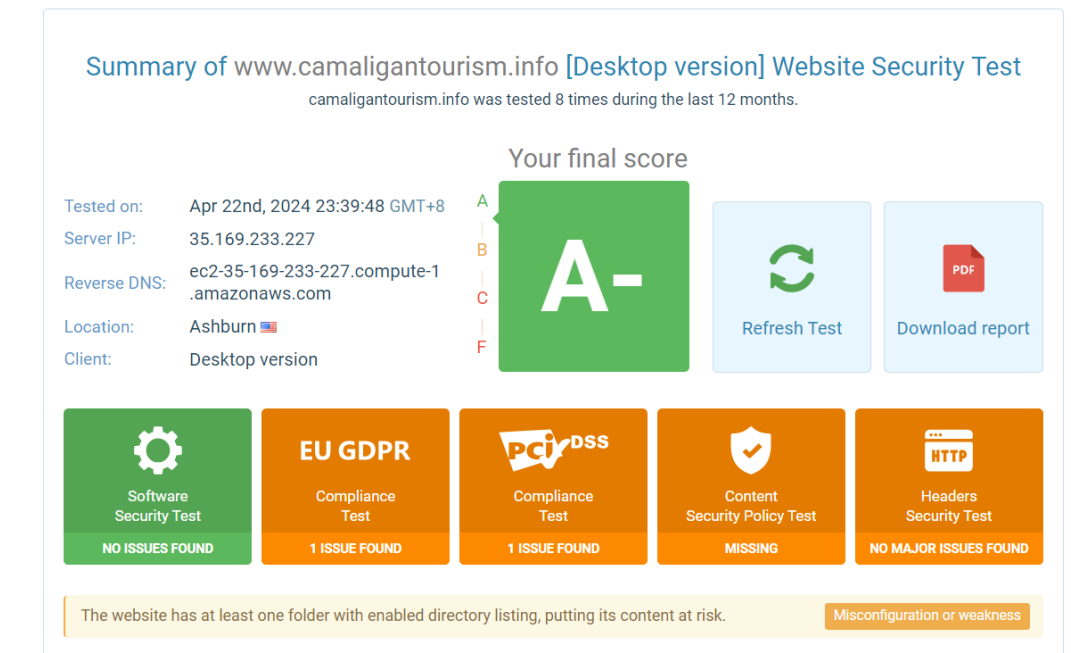 Summary of www.camaligantourism.info [Desktop version] Website Security Test
camaligantourism.info was tested 8 times during the last 12 months.
Your final score
Tested on: Apr 22nd, 2024 23:39:48 GMT+8
Server IP: 35.169.233.227
Reverse DNS: ec2-35-169-233-227.compute-1
.amazonaws.com
Location: Ashburn
Client: Desktop version
A
B
C
F
A-
Refresh Test
PDF
Download report
Software
Security Test
NO ISSUES FOUND
EU GDPR
Compliance
Test
1 ISSUE FOUND
PCI DSS
Compliance
Test
1 ISSUE FOUND
Content
Security Policy Test
MISSING
HTTP
Headers
Security Test
NO MAJOR ISSUES FOUND
The website has at least one folder with enabled directory listing, putting its content at risk.
Misconfiguration or weakness